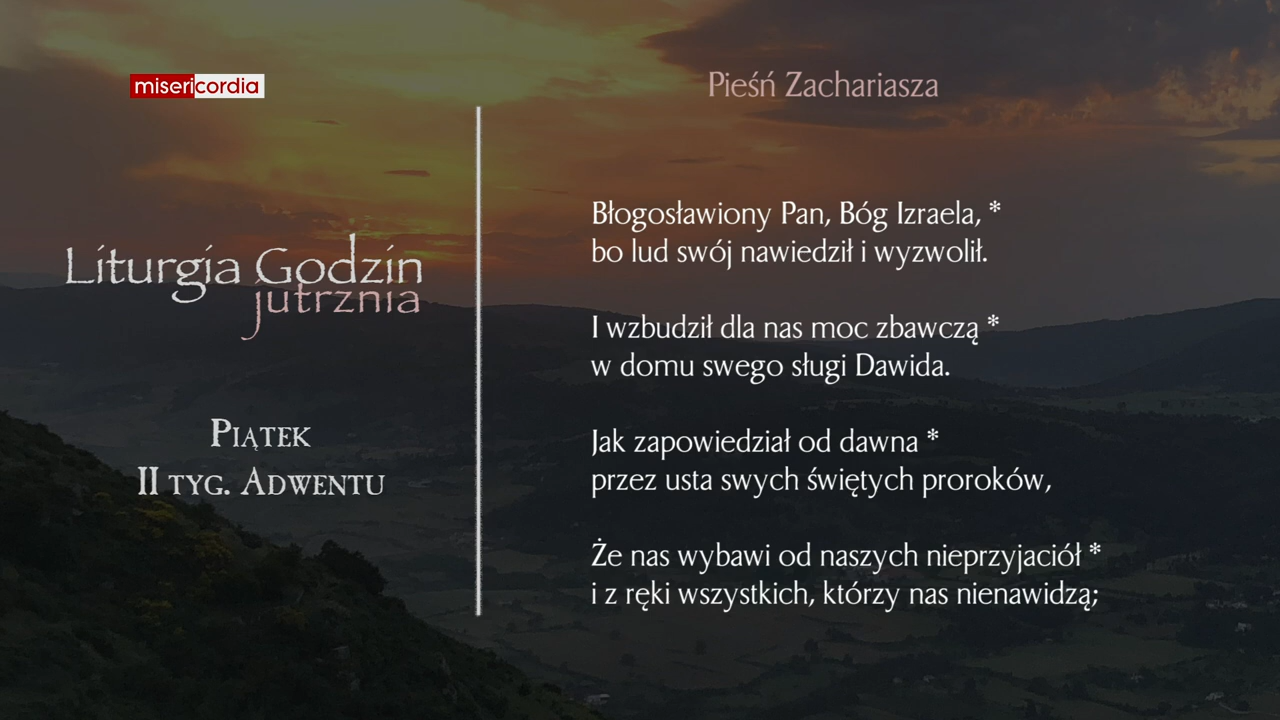 misericordia
Liturgia Godzin
jutrznia
Piątek
II tyg. Adwentu
Pieśń Zachariasza
Błogosławiony Pan, Bóg Izraela, *
bo lud swój nawiedził i wyzwolił.
I wzbudził dla nas moc zbawczą *
w domu swego sługi Dawida.
Jak zapowiedział od dawna *
przez usta swych świętych proroków,
Że nas wybawi od naszych nieprzyjaciół *
i z ręki wszystkich, którzy nas nienawidzą;